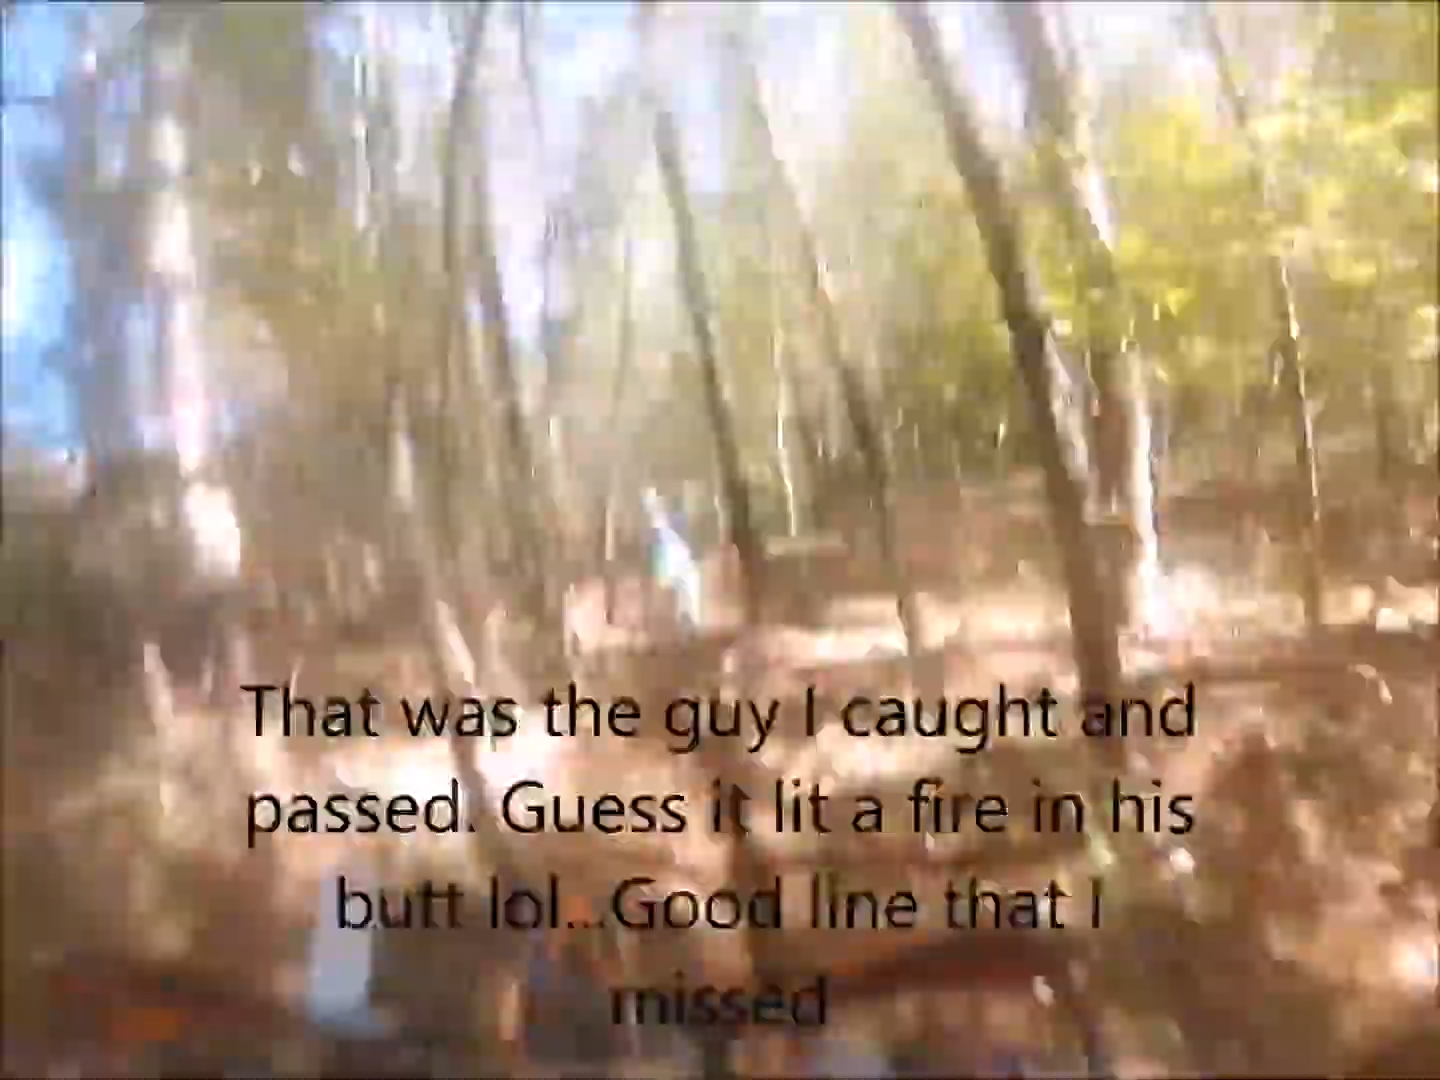 That was the guy I caught and
passed. Guess it lit a fire in his
butt lol...Good line that I
missed